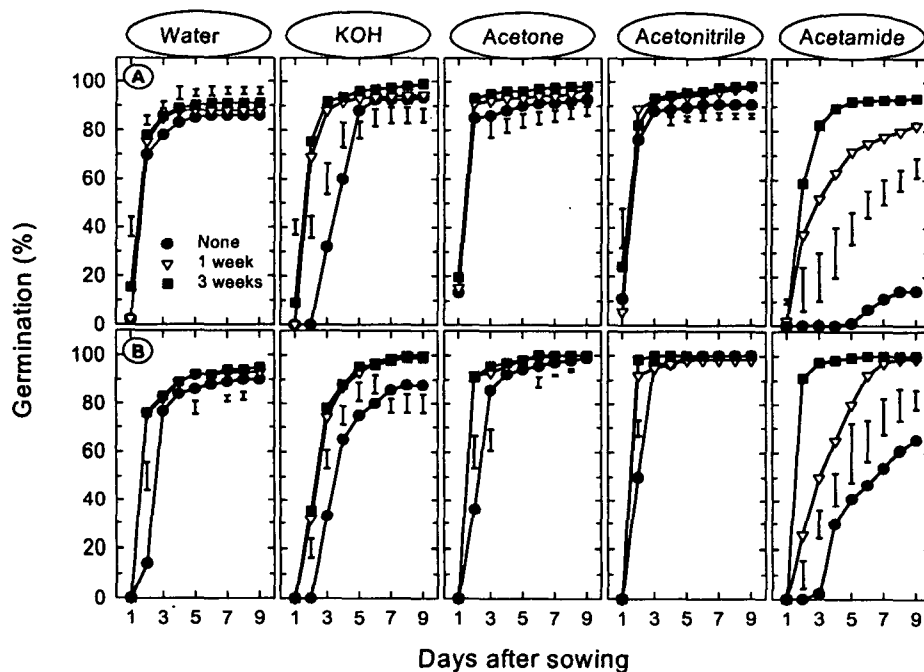 Water KOH Acetone Acetonitrile Acetamide
A
100
80
60
40
20
0
None
1 week
3 weeks
B
100
80
60
40
20
0
Germination (%)
1 3 5 7 9 1 3 5 7 9 1 3 5 7 9 1 3 5 7 9 1 3 5 7 9
Days after sowing